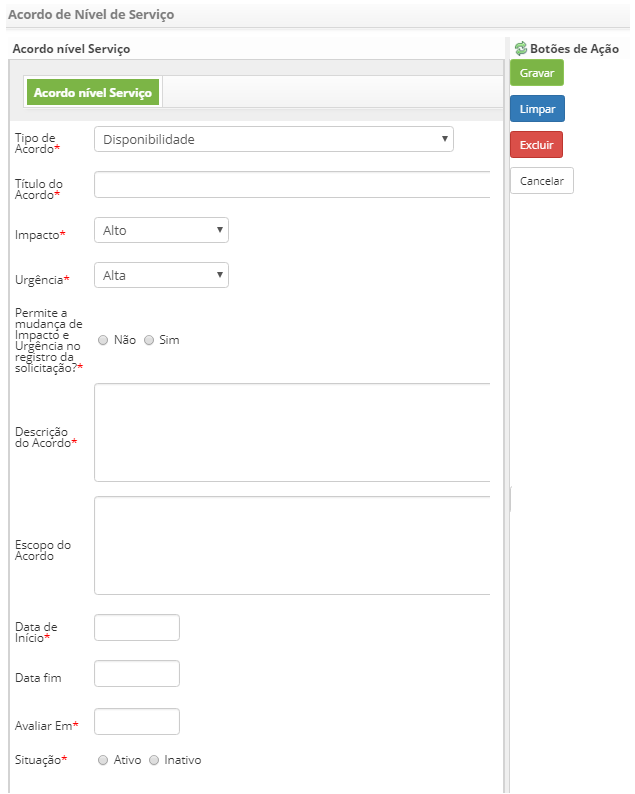 Acordo de Nível de Serviço
Acordo nível Serviço
Botões de Ação
Acordo nível Serviço
Gravar
Limpar
Excluir
Cancelar
Tipo de
Acordo*
Disponibilidade
Título do
Acordo*
Impacto*
Alto
Urgência*
Alta
Permite a
mudança de
Impacto e
Urgência no
registro da
solicitação?*
Não
Sim
Descrição
do Acordo*
Escopo do
Acordo
Data de
Início*
Data fim
Avaliar Em*
Situação*
Ativo
Inativo